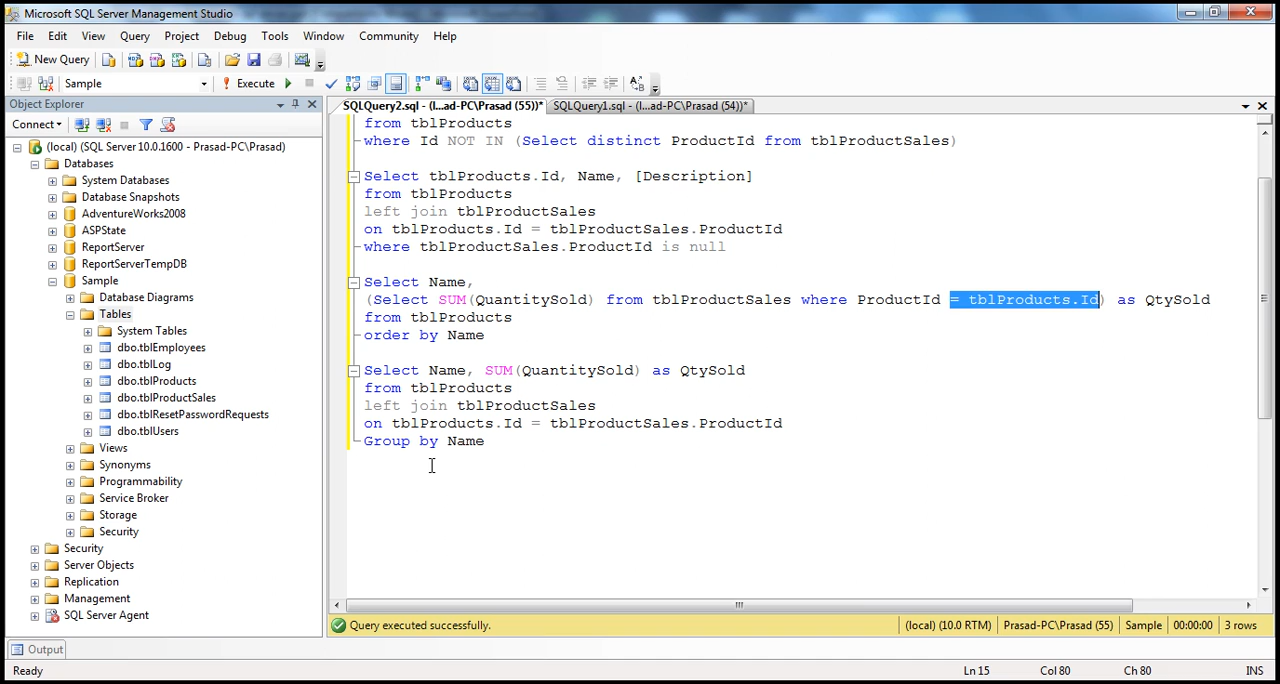 Microsoft SQL Server Management Studio
File Edit View Query Project Debug Tools Window Community Help
New Query
Sample Execute
Object Explorer
SQLQuery2.sql - (l...ad-PC\Prasad (55))* SQLQuery1.sql - (l...ad-PC\Prasad (54))*
Connect
(local) (SQL Server 10.0.1600 - Prasad-PC\Prasad)
Databases
System Databases
Database Snapshots
AdventureWorks2008
ASPState
ReportServer
ReportServerTempDB
Sample
Database Diagrams
Tables
System Tables
dbo.tblEmployees
dbo.tblLog
dbo.tblProducts
dbo.tblProductSales
dbo.tblResetPasswordRequests
dbo.tblUsers
Views
Synonyms
Programmability
Service Broker
Storage
Security
Security
Server Objects
Replication
Management
SQL Server Agent
from tblProducts
where Id NOT IN (Select distinct ProductId from tblProductSales)
Select tblProducts.Id, Name, [Description]
from tblProducts
left join tblProductSales
on tblProducts.Id = tblProductSales.ProductId
where tblProductSales.ProductId is null
Select Name,
(Select SUM(QuantitySold) from tblProductSales where ProductId = tblProducts.Id) as QtySold
from tblProducts
order by Name
Select Name, SUM(QuantitySold) as QtySold
from tblProducts
left join tblProductSales
on tblProducts.Id = tblProductSales.ProductId
Group by Name
Query executed successfully. (local) (10.0 RTM) Prasad-PC\Prasad (55) Sample 00:00:00 3 rows
Output
Ready Ln 15 Col 80 Ch 80 INS